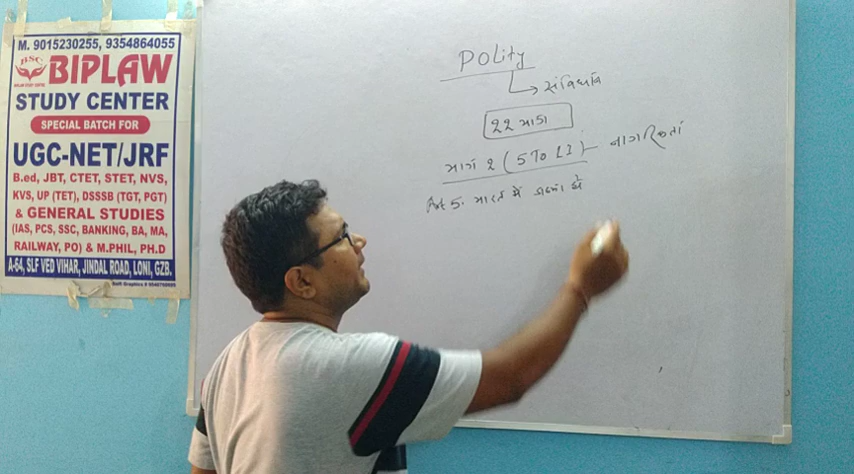 M. 9015230255, 9354864055
BSC
BIPLAW
STUDY CENTER
SPECIAL BATCH FOR
UGC-NET/JRF
B.ed, JBT, CTET, STET, NVS,
KVS, UP (TET), DSSSB (TGT, PGT)
& GENERAL STUDIES
(IAS, PCS, SSC, BANKING, BA, MA,
RAILWAY, PO) & M.PHIL, PH.D
A-64, SLF VED VIHAR, JINDAL ROAD, LONI, GZB.
POLity
संविधान
22 भाग
भाग 2 (5 TO 11) - नागरिकता
Art 5. भारत में